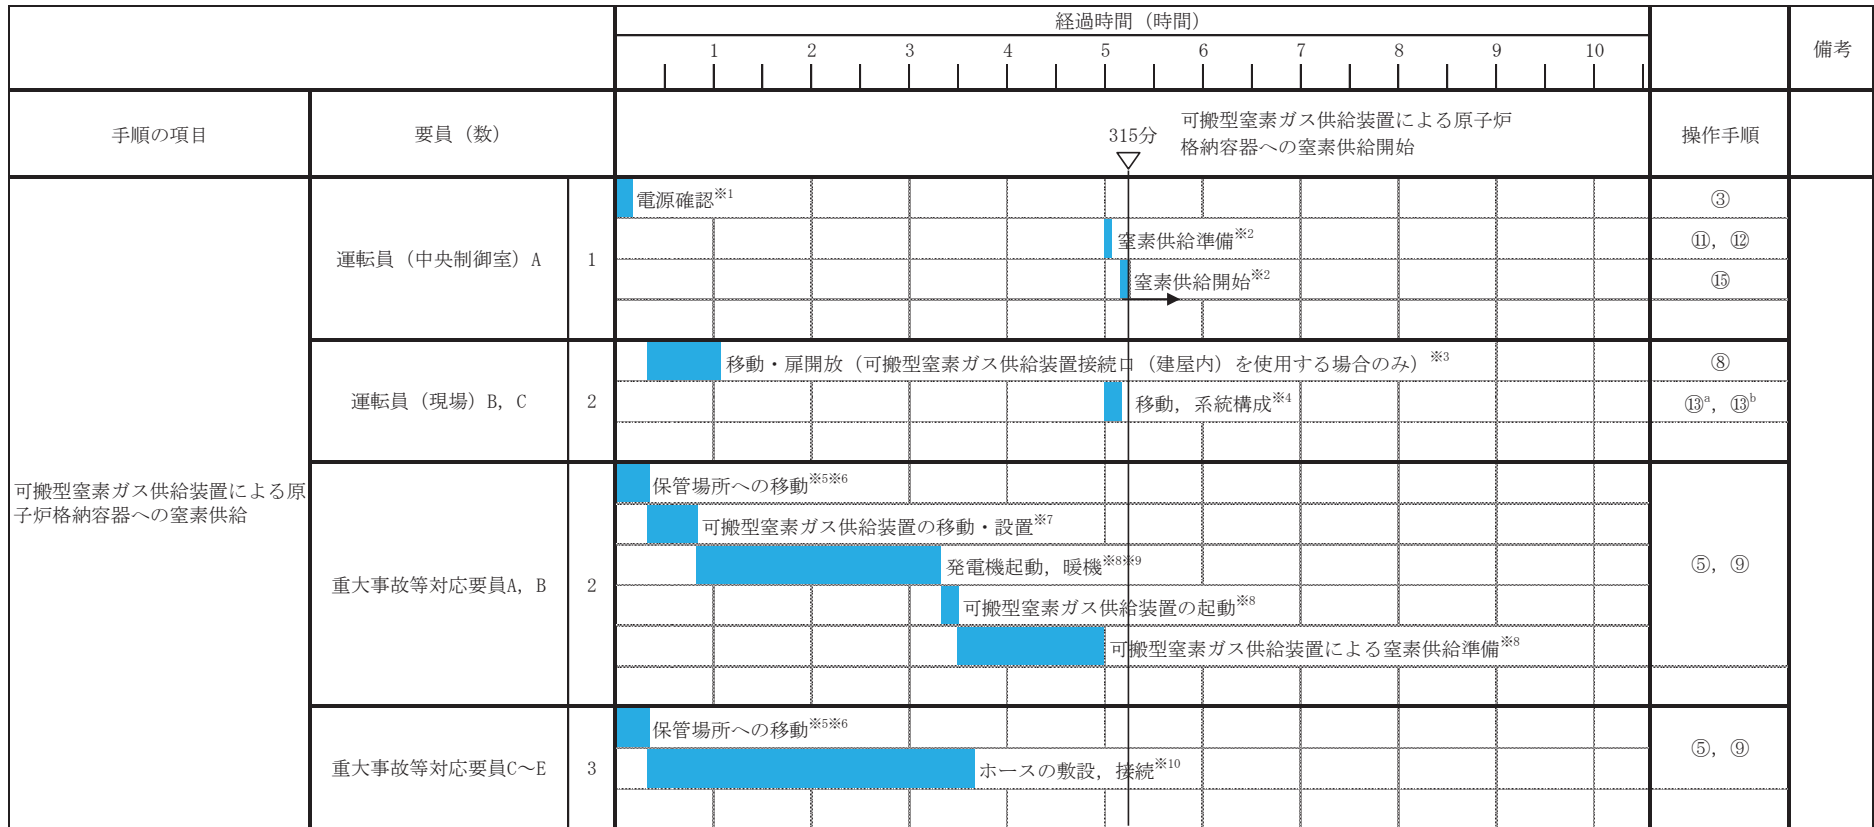 経過時間（時間）
1 2 3 4 5 6 7 8 9 10
備考
手順の項目
要員（数）
315分
可搬型窒素ガス供給装置による原子炉
格納容器への窒素供給開始
操作手順
可搬型窒素ガス供給装置による原
子炉格納容器への窒素供給
運転員（中央制御室）A
1
電源確認※1
③
窒素供給準備※2
⑪，⑫
窒素供給開始※2
⑮
運転員（現場）B，C
2
移動・扉開放（可搬型窒素ガス供給装置接続口（建屋内）を使用する場合のみ）※3
⑧
移動，系統構成※4
⑬a，⑬b
重大事故等対応要員A，B
2
保管場所への移動※5※6
可搬型窒素ガス供給装置の移動・設置※7
発電機起動，暖機※8※9
可搬型窒素ガス供給装置の起動※8
可搬型窒素ガス供給装置による窒素供給準備※8
⑤，⑨
重大事故等対応要員C～E
3
保管場所への移動※5※6
ホースの敷設，接続※10
⑤，⑨